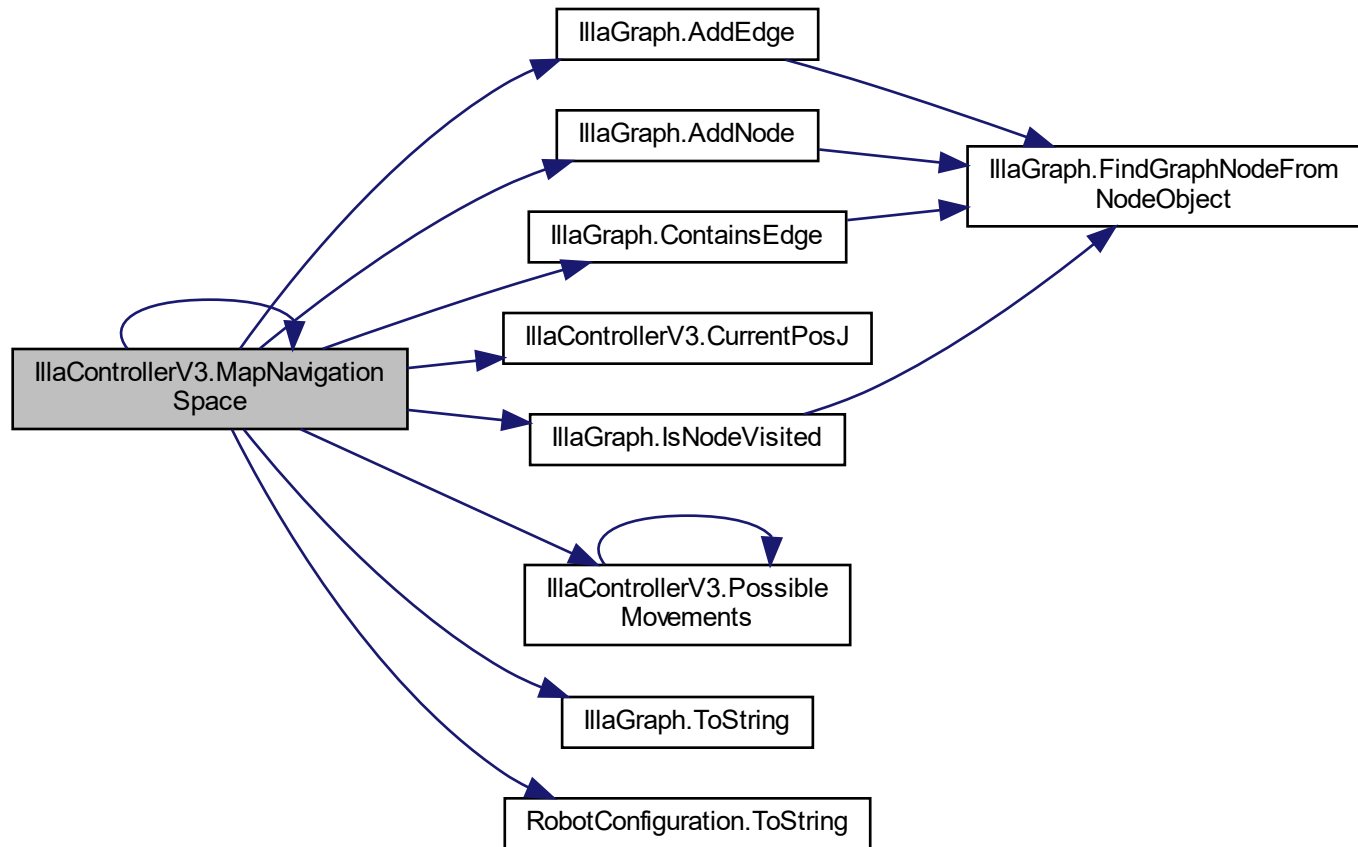 IllaGraph.AddEdge
IllaGraph.AddNode
IllaGraph.FindGraphNodeFrom
NodeObject
IllaGraph.ContainsEdge
IllaControllerV3.CurrentPosJ
IllaControllerV3.MapNavigation
Space
IllaGraph.IsNodeVisited
IllaControllerV3.Possible
Movements
IllaGraph.ToString
RobotConfiguration.ToString